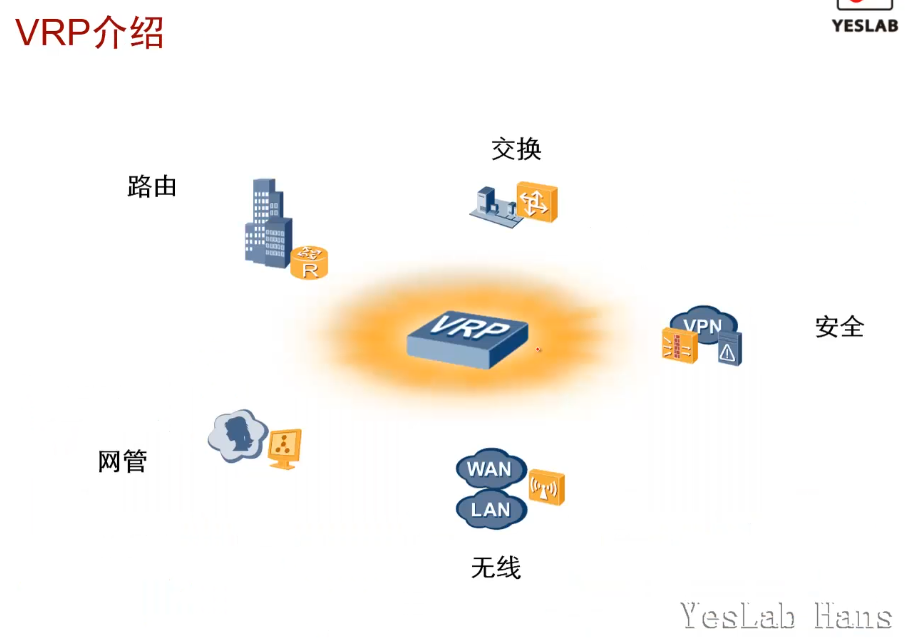 VRP介绍
YESLAB
交换
路由
R
VRP
VPN
安全
网管
WAN
LAN
无线
YesLab Hans